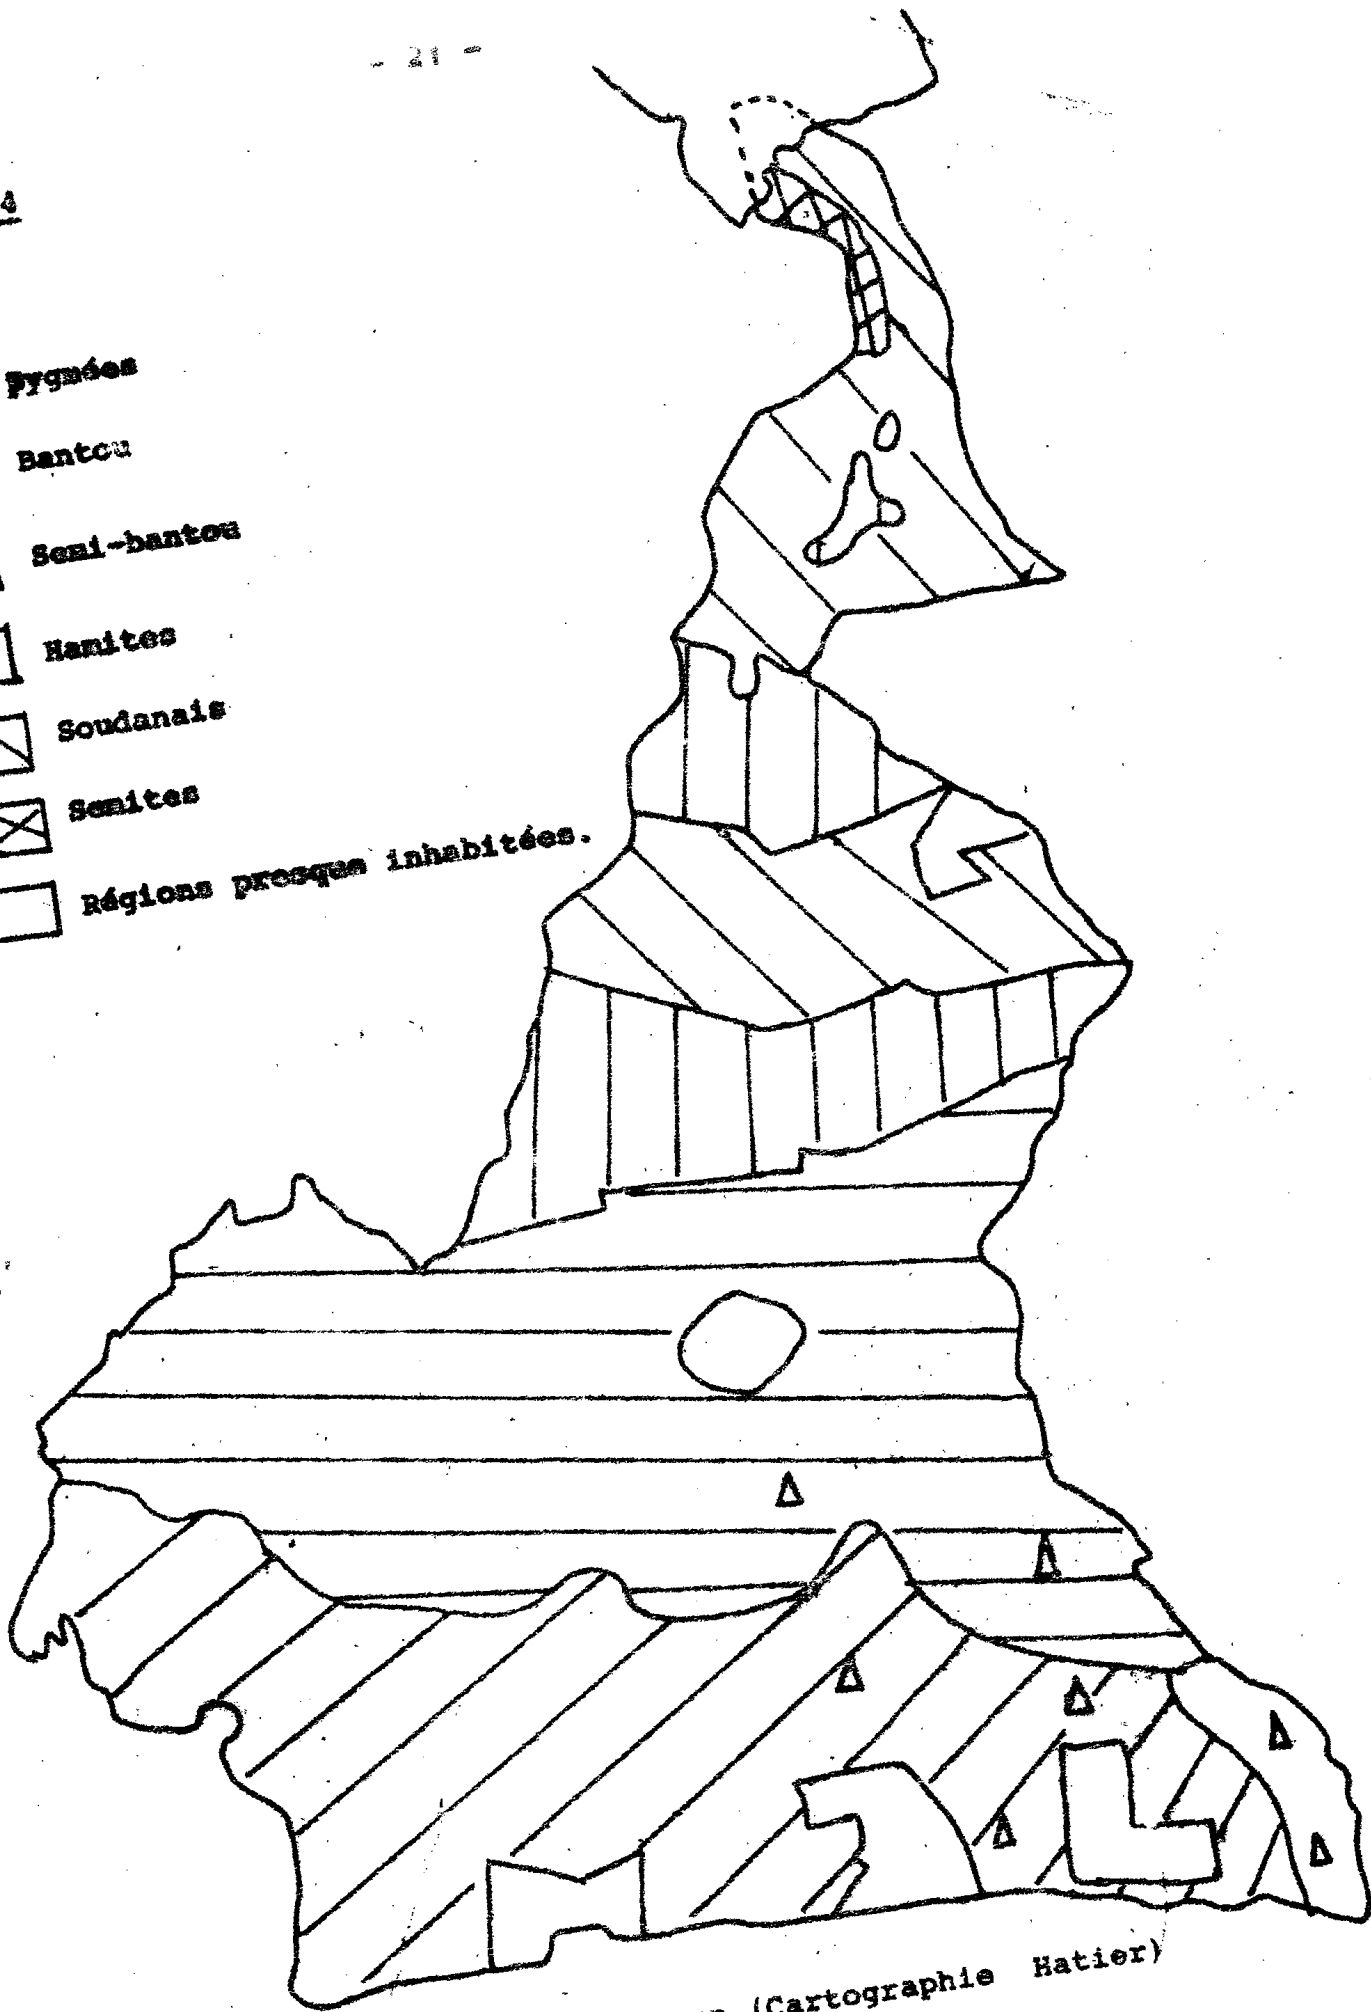 - 21 -
4
Pygmées
Bantou
Semi-bantou
Hamites
Soudanais
Semites
Régions presque inhabitées.
(Cartographie Hatier)